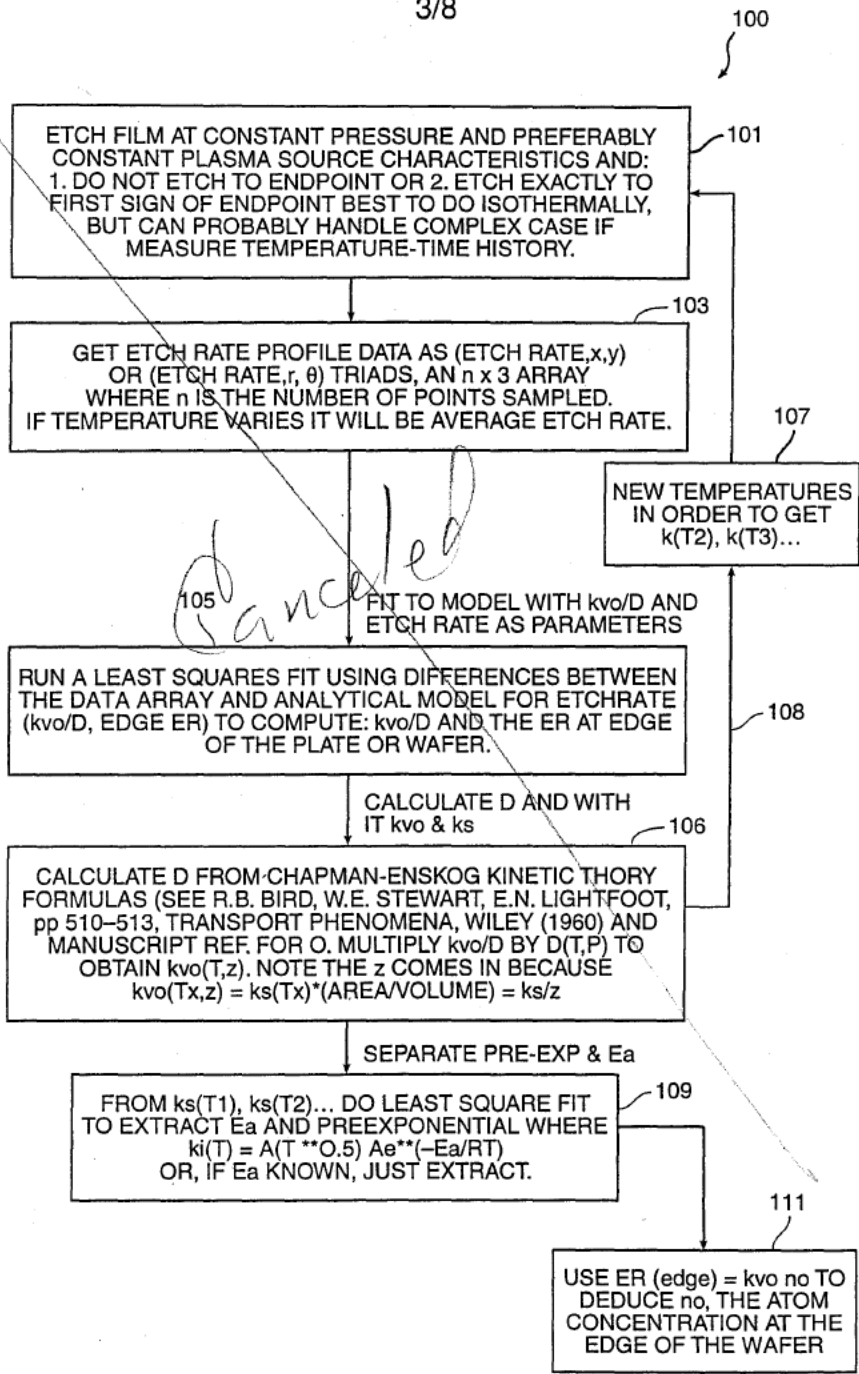 3/8
100
ETCH FILM AT CONSTANT PRESSURE AND PREFERABLY
CONSTANT PLASMA SOURCE CHARACTERISTICS AND:
1. DO NOT ETCH TO ENDPOINT OR 2. ETCH EXACTLY TO
FIRST SIGN OF ENDPOINT BEST TO DO ISOTHERMALLY,
BUT CAN PROBABLY HANDLE COMPLEX CASE IF
MEASURE TEMPERATURE-TIME HISTORY.
101
103
GET ETCH RATE PROFILE DATA AS (ETCH RATE,x,y)
OR (ETCH RATE,r, θ) TRIADS, AN n x 3 ARRAY
WHERE n IS THE NUMBER OF POINTS SAMPLED.
IF TEMPERATURE VARIES IT WILL BE AVERAGE ETCH RATE.
107
NEW TEMPERATURES
IN ORDER TO GET
k(T2), k(T3)...
Canceled
105
FIT TO MODEL WITH kvo/D AND
ETCH RATE AS PARAMETERS
RUN A LEAST SQUARES FIT USING DIFFERENCES BETWEEN
THE DATA ARRAY AND ANALYTICAL MODEL FOR ETCHRATE
(kvo/D, EDGE ER) TO COMPUTE: kvo/D AND THE ER AT EDGE
OF THE PLATE OR WAFER.
108
CALCULATE D AND WITH
IT kvo & ks
106
CALCULATE D FROM CHAPMAN-ENSKOG KINETIC THORY
FORMULAS (SEE R.B. BIRD, W.E. STEWART, E.N. LIGHTFOOT,
pp 510–513, TRANSPORT PHENOMENA, WILEY (1960) AND
MANUSCRIPT REF. FOR O. MULTIPLY kvo/D BY D(T,P) TO
OBTAIN kvo(T,z). NOTE THE z COMES IN BECAUSE
kvo(Tx,z) = ks(Tx)*(AREA/VOLUME) = ks/z
SEPARATE PRE-EXP & Ea
109
FROM ks(T1), ks(T2)... DO LEAST SQUARE FIT
TO EXTRACT Ea AND PREEXPONENTIAL WHERE
ki(T) = A(T **O.5) Ae**(–Ea/RT)
OR, IF Ea KNOWN, JUST EXTRACT.
111
USE ER (edge) = kvo no TO
DEDUCE no, THE ATOM
CONCENTRATION AT THE
EDGE OF THE WAFER